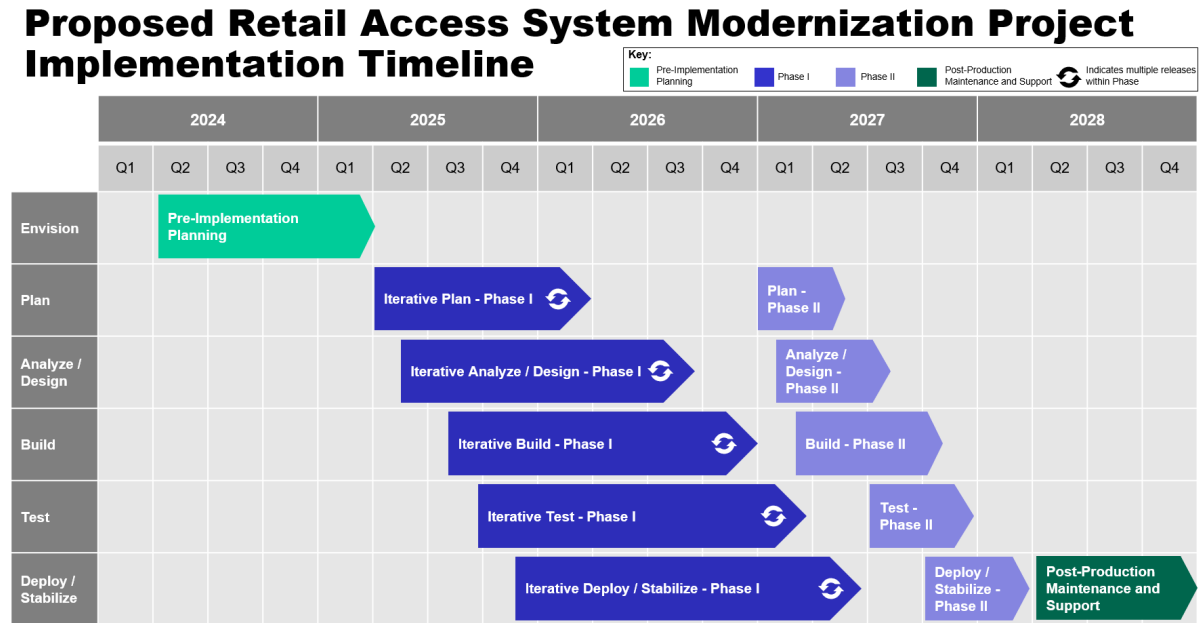 Proposed Retail Access System Modernization Project
Implementation Timeline
Key:
Pre-Implementation
Planning
Phase I
Phase II
Post-Production
Maintenance and Support
Indicates multiple releases
within Phase
2024 2025 2026 2027 2028
Q1 Q2 Q3 Q4 Q1 Q2 Q3 Q4 Q1 Q2 Q3 Q4 Q1 Q2 Q3 Q4 Q1 Q2 Q3 Q4
Envision
Pre-Implementation
Planning
Plan
Iterative Plan - Phase I
Plan -
Phase II
Analyze /
Design
Iterative Analyze / Design - Phase I
Analyze /
Design -
Phase II
Build
Iterative Build - Phase I
Build - Phase II
Test
Iterative Test - Phase I
Test -
Phase II
Deploy /
Stabilize
Iterative Deploy / Stabilize - Phase I
Deploy /
Stabilize -
Phase II
Post-Production
Maintenance and
Support